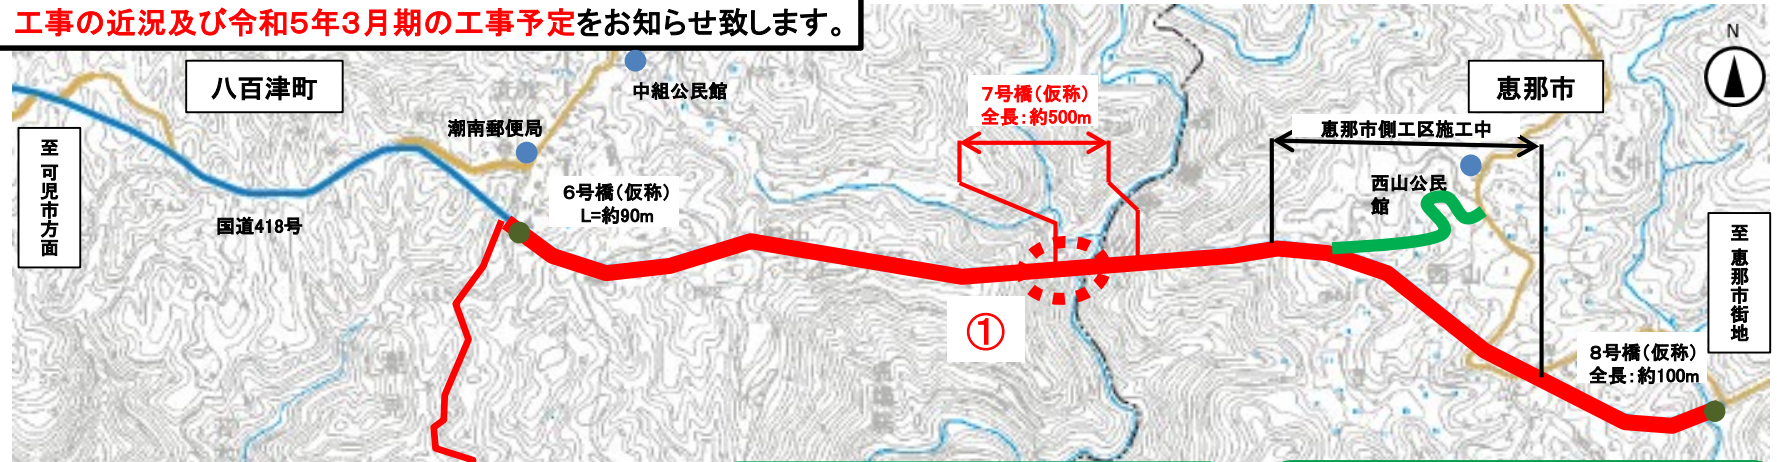 工事の近況及び令和5年3月期の工事予定をお知らせ致します。
N
八百津町
中組公民館
7号橋(仮称)
全長:約500m
恵那市
潮南郵便局
恵那市側工区施工中
至 可児市方面
6号橋(仮称)
L=約90m
西山公民
館
国道418号
至 恵那市街地
①
8号橋(仮称)
全長:約100m